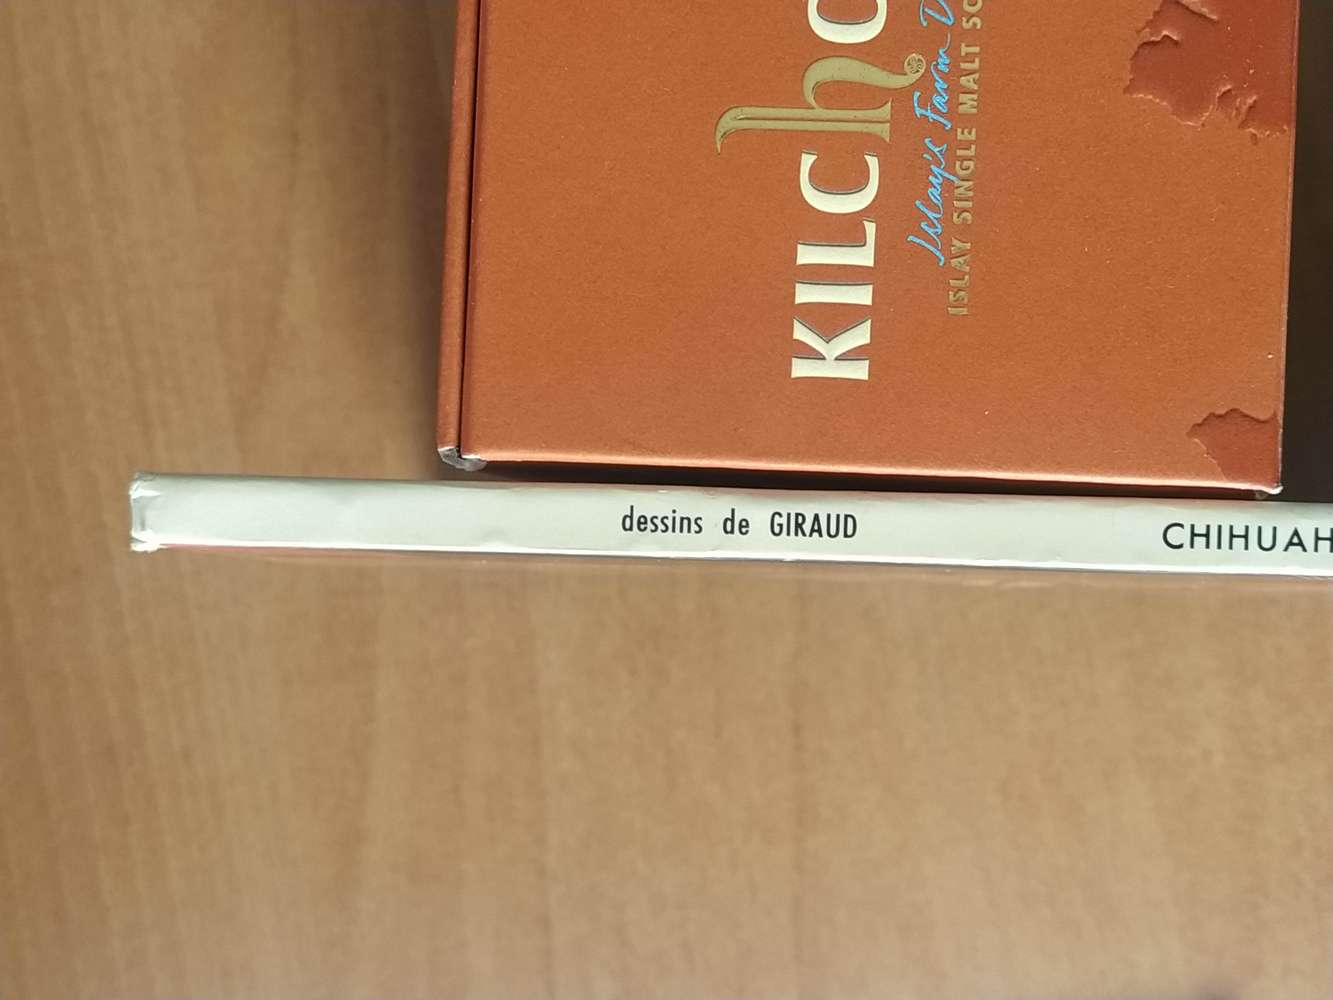 KILCHO
Islay's Farm D
ISLAY SINGLE MALT SC
dessins de GIRAUD
CHIHUAH